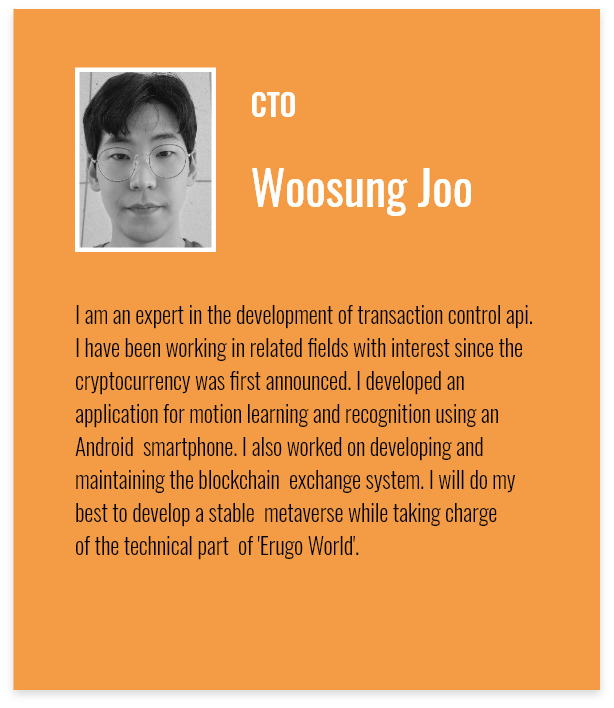 CTO
Woosung Joo
I am an expert in the development of transaction control api.
I have been working in related fields with interest since the
cryptocurrency was first announced. I developed an
application for motion learning and recognition using an
Android  smartphone. I also worked on developing and
maintaining the blockchain  exchange system. I will do my
best to develop a stable  metaverse while taking charge
of the technical part  of 'Erugo World'.